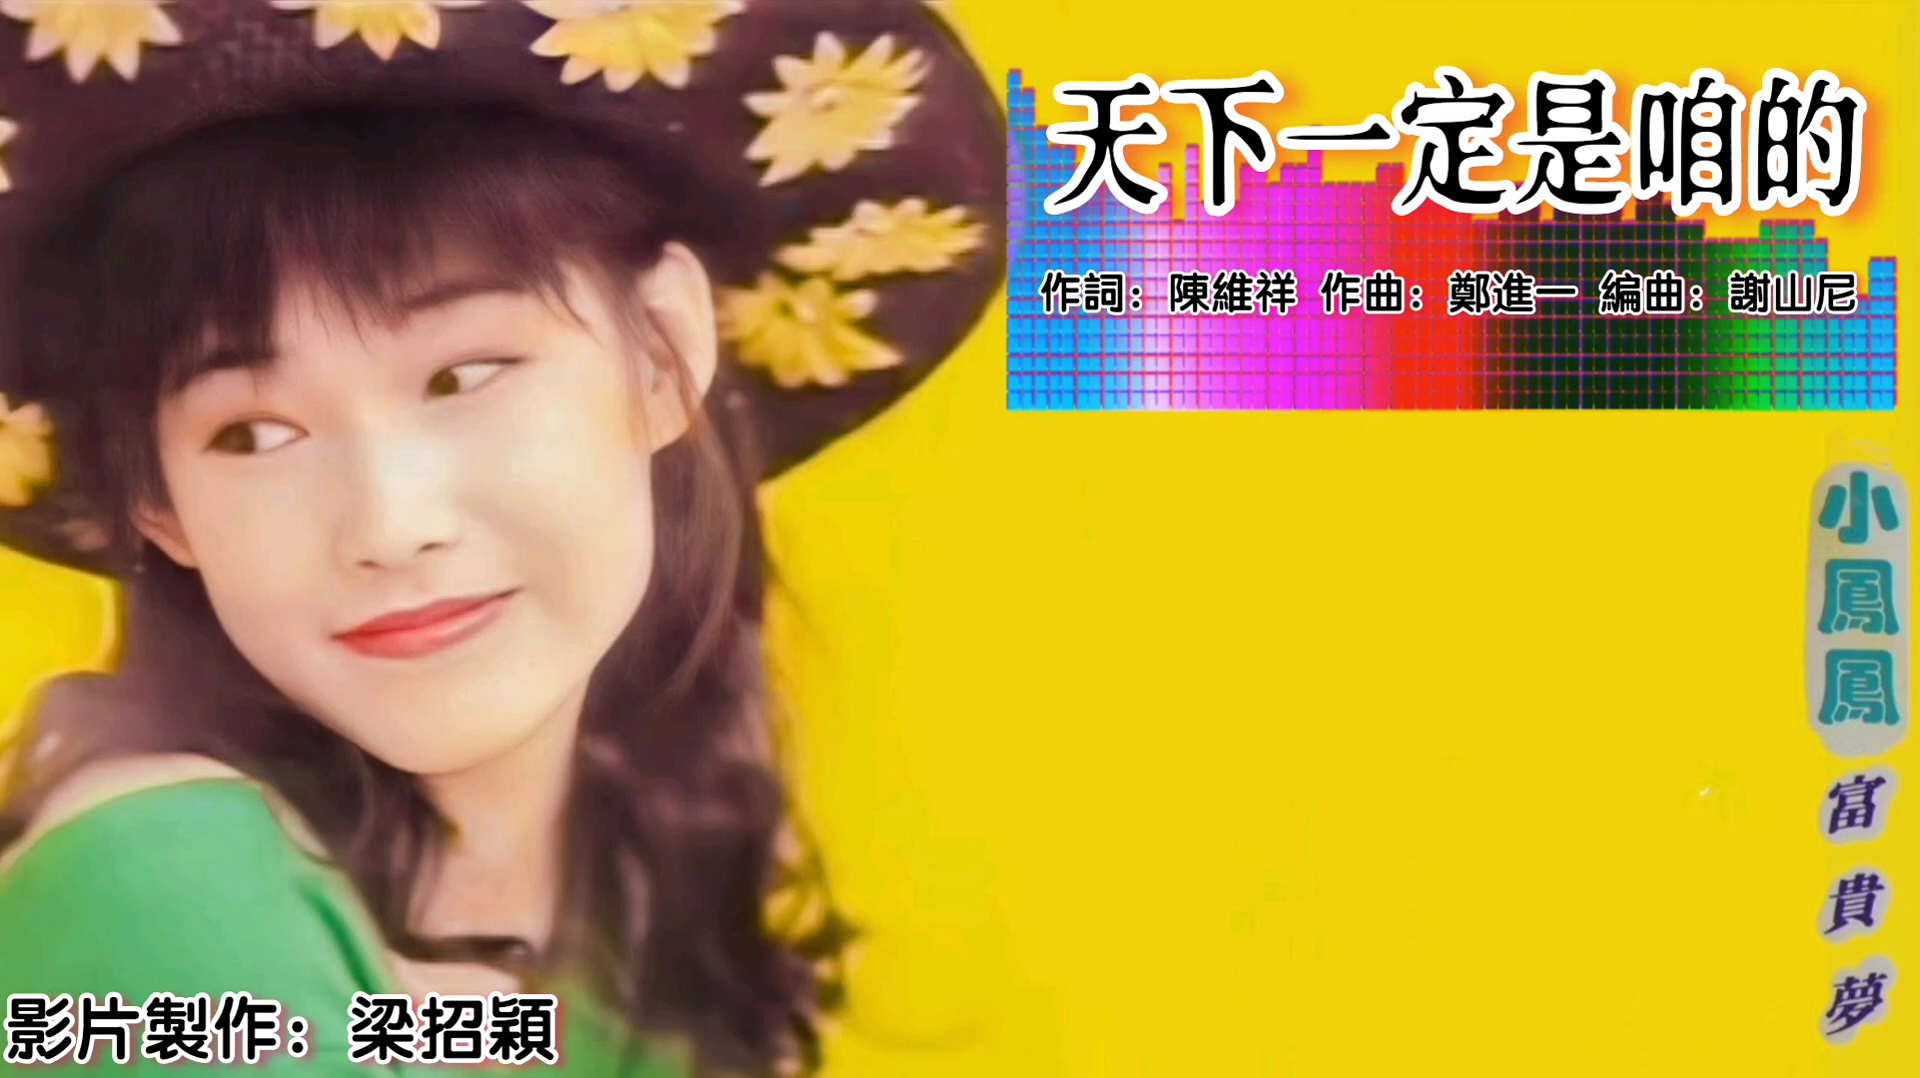 天下一定是咱的
作詞：陳維祥 作曲：鄭進一 編曲：謝山尼
小鳳鳳
富貴夢
影片製作：梁招穎